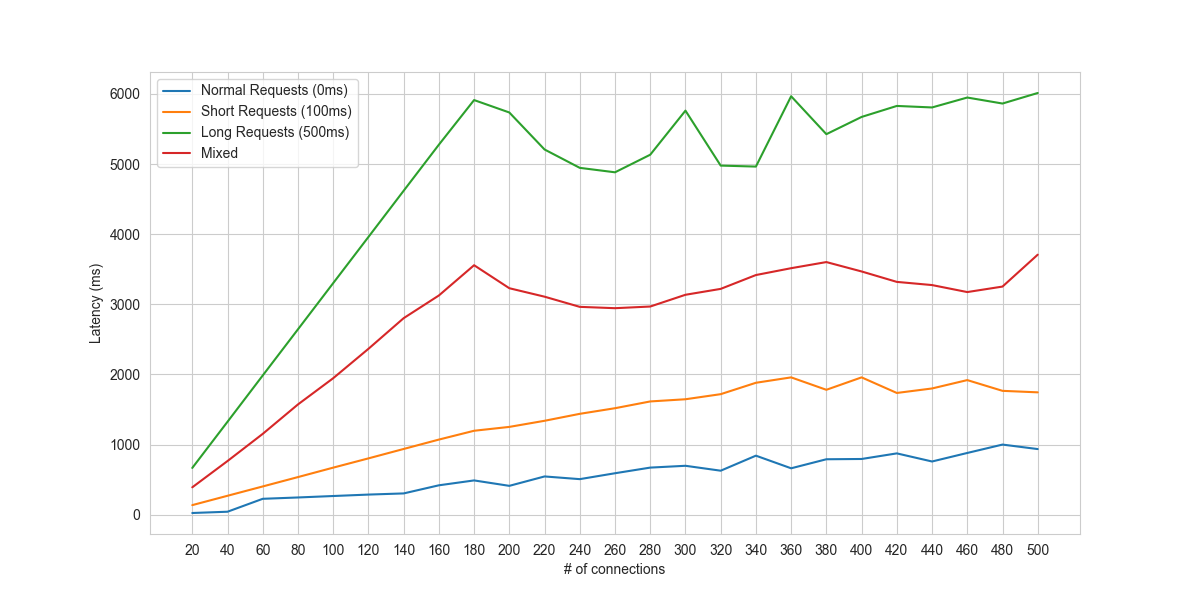 Normal Requests (0ms)
Short Requests (100ms)
Long Requests (500ms)
Mixed
6000
5000
4000
3000
2000
1000
0
Latency (ms)
20 40 60 80 100 120 140 160 180 200 220 240 260 280 300 320 340 360 380 400 420 440 460 480 500
# of connections